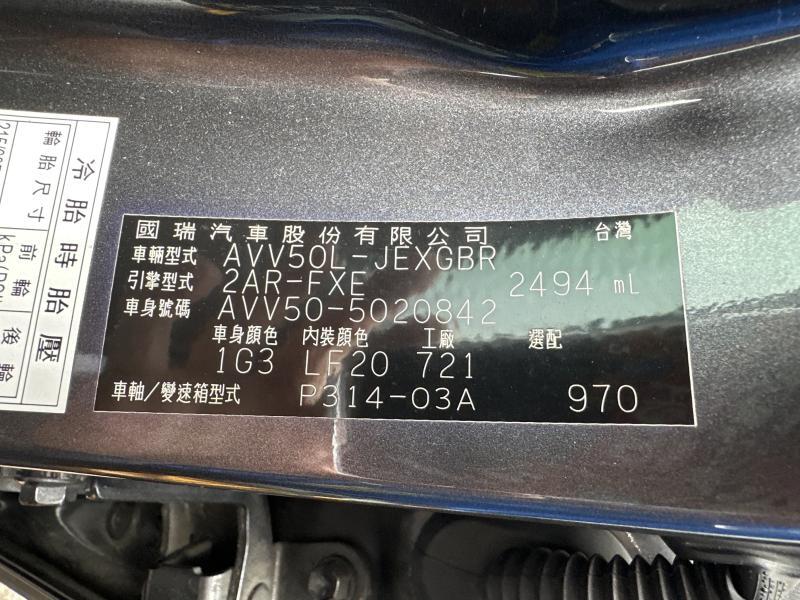 國瑞汽車股份有限公司 台灣
車輛型式 AVV50L-JEXGBR
引擎型式 2AR-FXE 2494 mL
車身號碼 AVV50-5020842
車身顏色 內裝顏色 工廠 選配
1G3 LF20 721
車軸/變速箱型式 P314-03A 970
冷胎時胎壓
輪胎尺寸 前輪 後輪